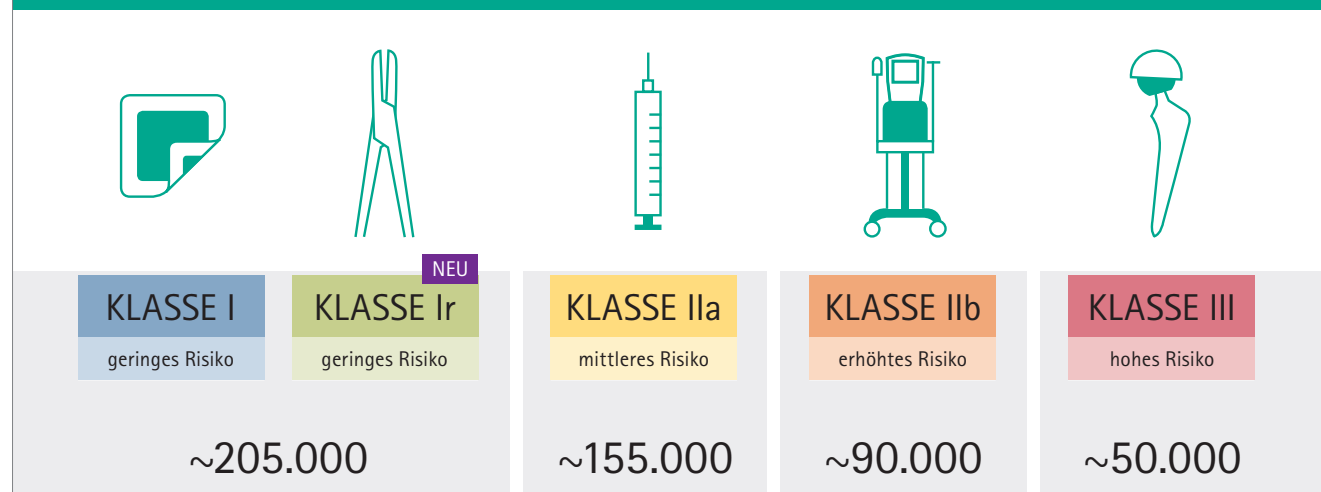 NEU
KLASSE I
geringes Risiko
KLASSE Ir
geringes Risiko
KLASSE IIa
mittleres Risiko
KLASSE IIb
erhöhtes Risiko
KLASSE III
hohes Risiko
~205.000
~155.000
~90.000
~50.000